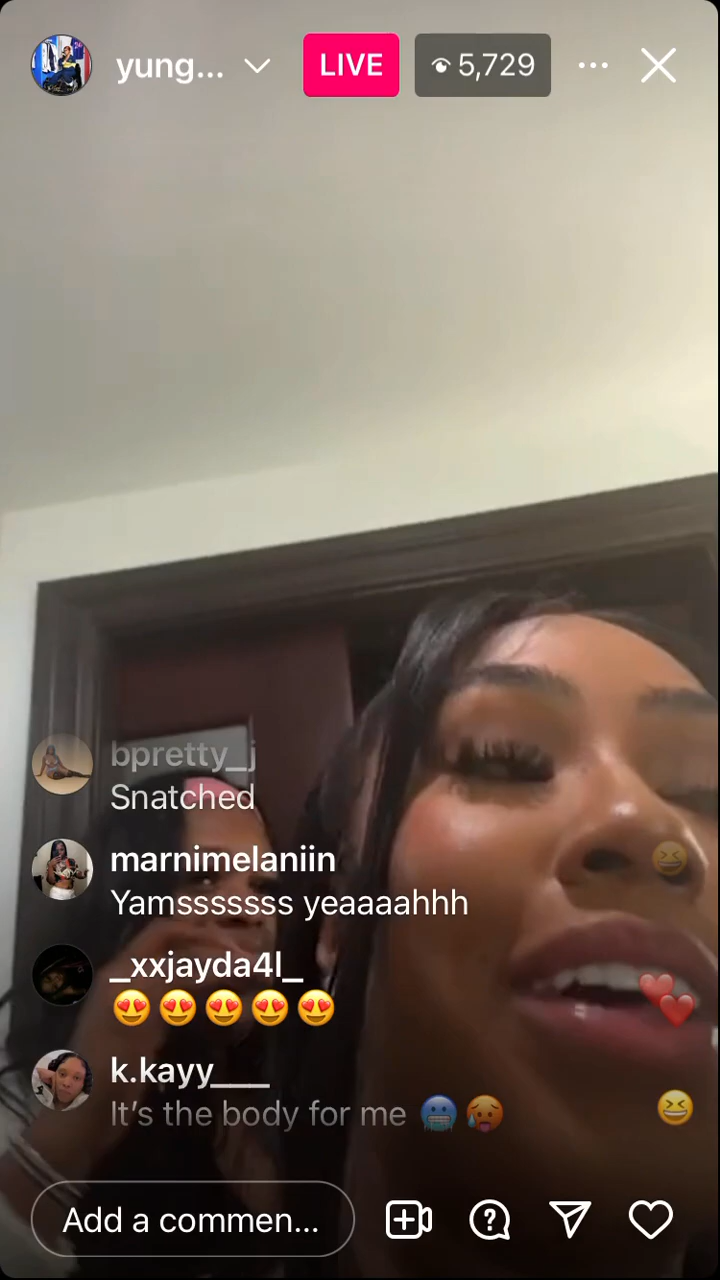 yung...
LIVE
5,729
bpretty_j
Snatched
marnimelaniin
Yamsssssss yeaaaahhh
_xxjayda4l_
😍😍😍😍😍
k.kayy___
It’s the body for me 🥶🥵
Add a commen...